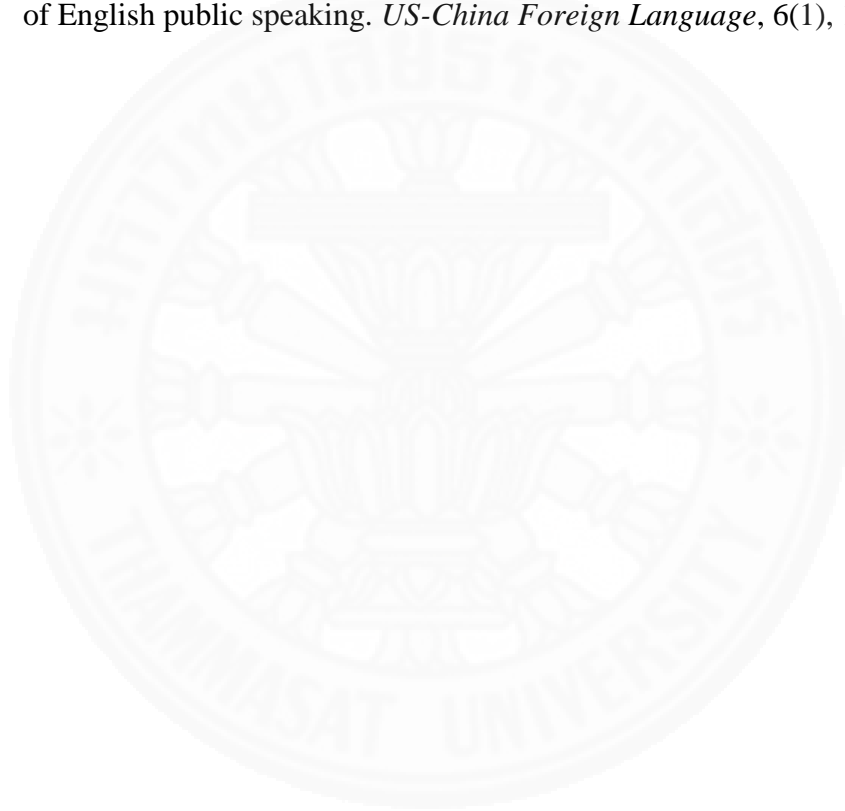 of English public speaking. US-China Foreign Language, 6(1),
มหาวิทยาลัยธรรมศาสตร์
THAMMASAT UNIVERSITY